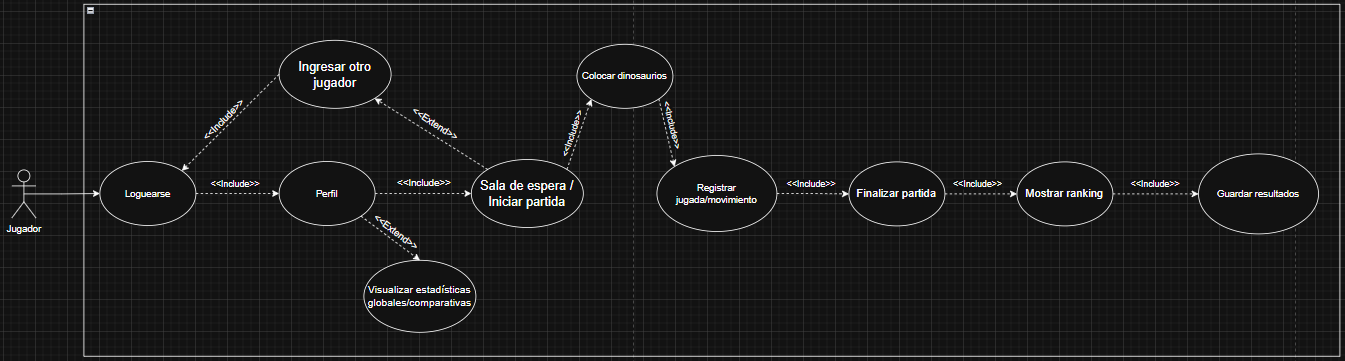 Ingresar otro
jugador
Colocar dinosaurios
<<Include>>
<<Extend>>
<<Include>>
<<Include>>
Jugador
Loguearse
<<Include>>
Perfil
<<Include>>
Sala de espera /
Iniciar partida
Registrar
jugada/movimiento
<<Include>>
Finalizar partida
<<Include>>
Mostrar ranking
<<Include>>
Guardar resultados
<<Extend>>
Visualizar estadísticas
globales/comparativas